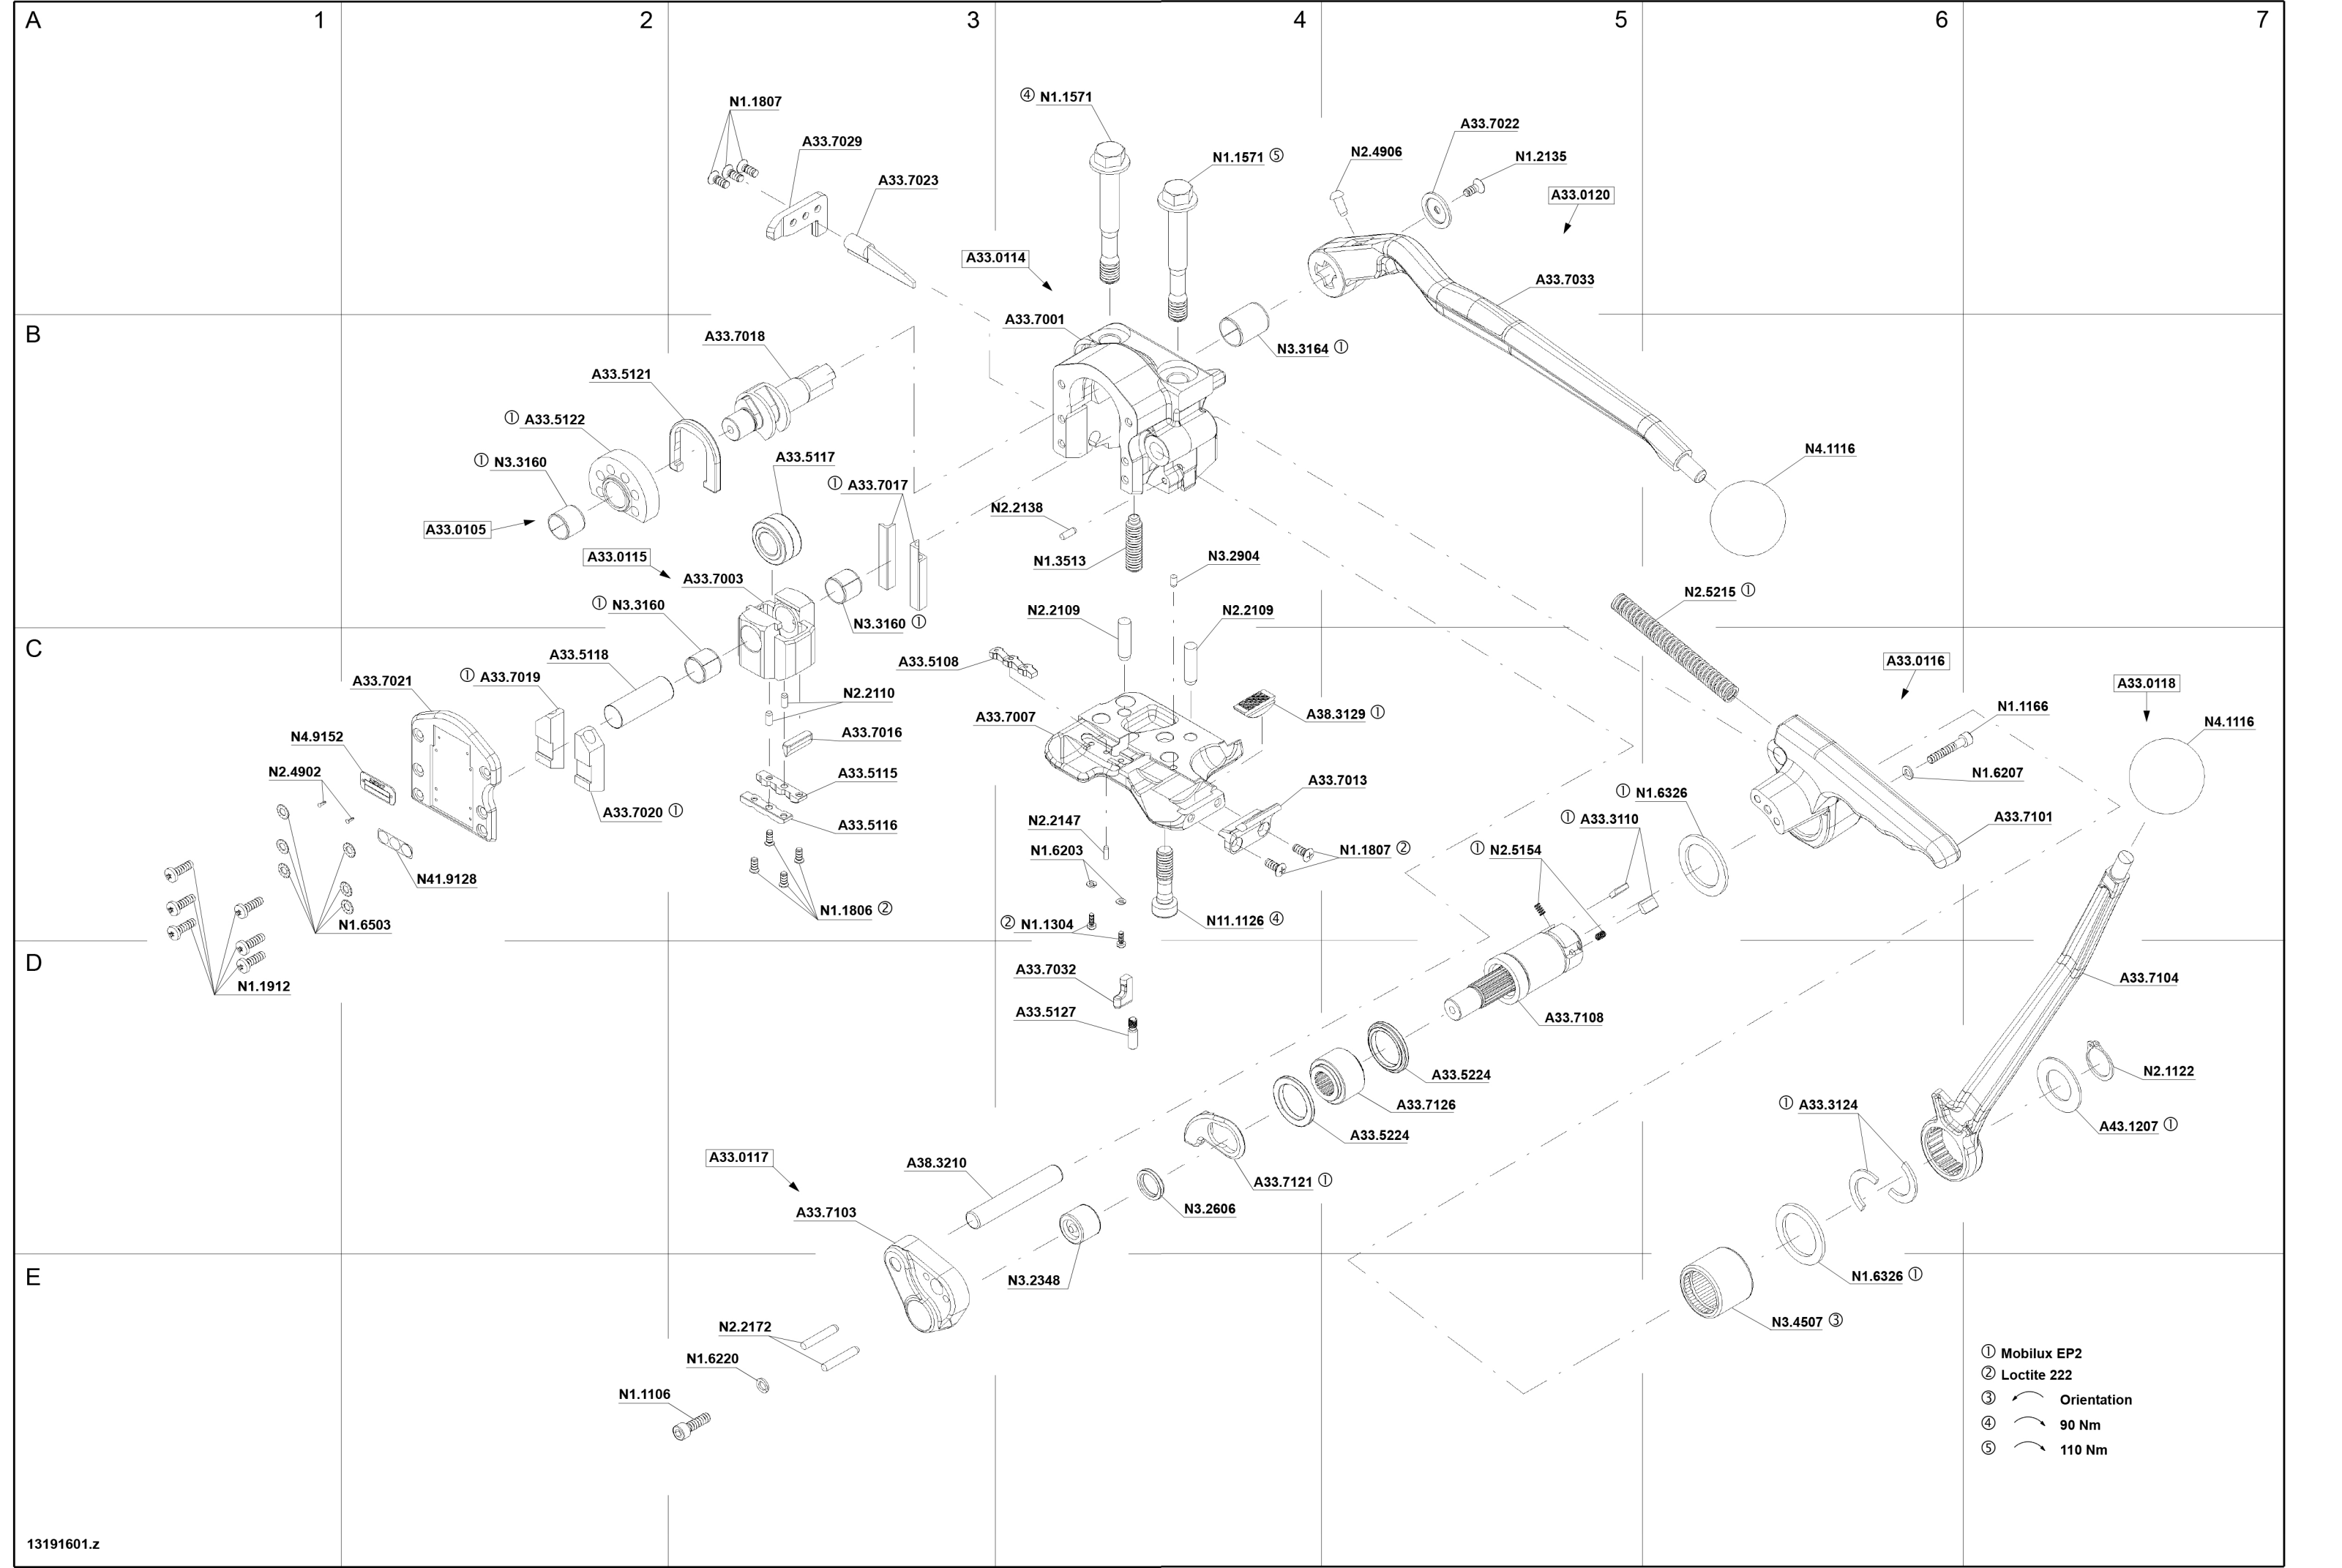 A 1 2 3 4 5 6 7
④ N1.1571
N1.1807
A33.7022
A33.7029
N2.4906
N1.1571 ⑤
N1.2135
A33.7023
A33.0120
A33.0114
A33.7033
A33.7001
B
A33.7018
N3.3164 ①
A33.5121
① A33.5122
N4.1116
A33.5117
① N3.3160
① A33.7017
N2.2138
A33.0105
A33.0115
N3.2904
N1.3513
A33.7003
N2.5215 ①
① N3.3160
N2.2109
N2.2109
N3.3160 ①
C
A33.5118
A33.5108
A33.0116
① A33.7019
A33.7021
A33.0118
N2.2110
N1.1166
A33.7007
A38.3129 ①
N4.1116
A33.7016
N4.9152
N2.4902
A33.5115
N1.6207
A33.7013
① N1.6326
A33.7020 ①
A33.5116
N2.2147
① A33.3110
A33.7101
N1.6203
N1.1807 ②
① N2.5154
N41.9128
N1.1806 ②
N1.6503
② N1.1304
N11.1126 ④
D
A33.7032
A33.7104
N1.1912
A33.5127
A33.7108
A33.5224
N2.1122
A33.7126
① A33.3124
A43.1207 ①
A33.5224
A33.0117
A38.3210
A33.7121 ①
A33.7103
N3.2606
E
N3.2348
N1.6326 ①
N2.2172
N3.4507 ③
N1.6220
N1.1106
① Mobilux EP2
② Loctite 222
③ Orientation
④ 90 Nm
⑤ 110 Nm
13191601.z